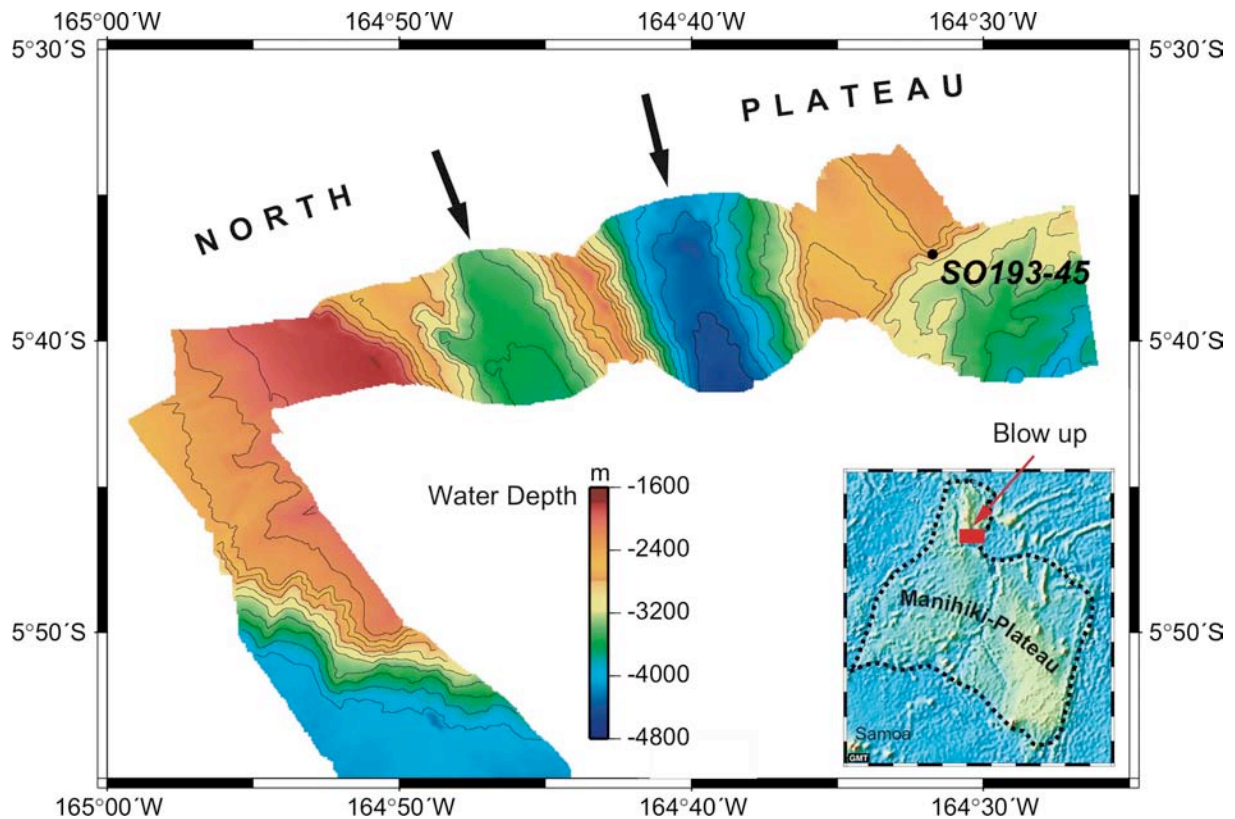 165°00´W 164°50´W 164°40´W 164°30´W
5°30´S 5°30´S
PLATEAU
NORTH
SO193-45
5°40´S 5°40´S
Blow up
m
Water Depth
-1600
-2400
-3200
-4000
-4800
Manihiki-Plateau
Samoa
GMT
5°50´S 5°50´S
165°00´W 164°50´W 164°40´W 164°30´W